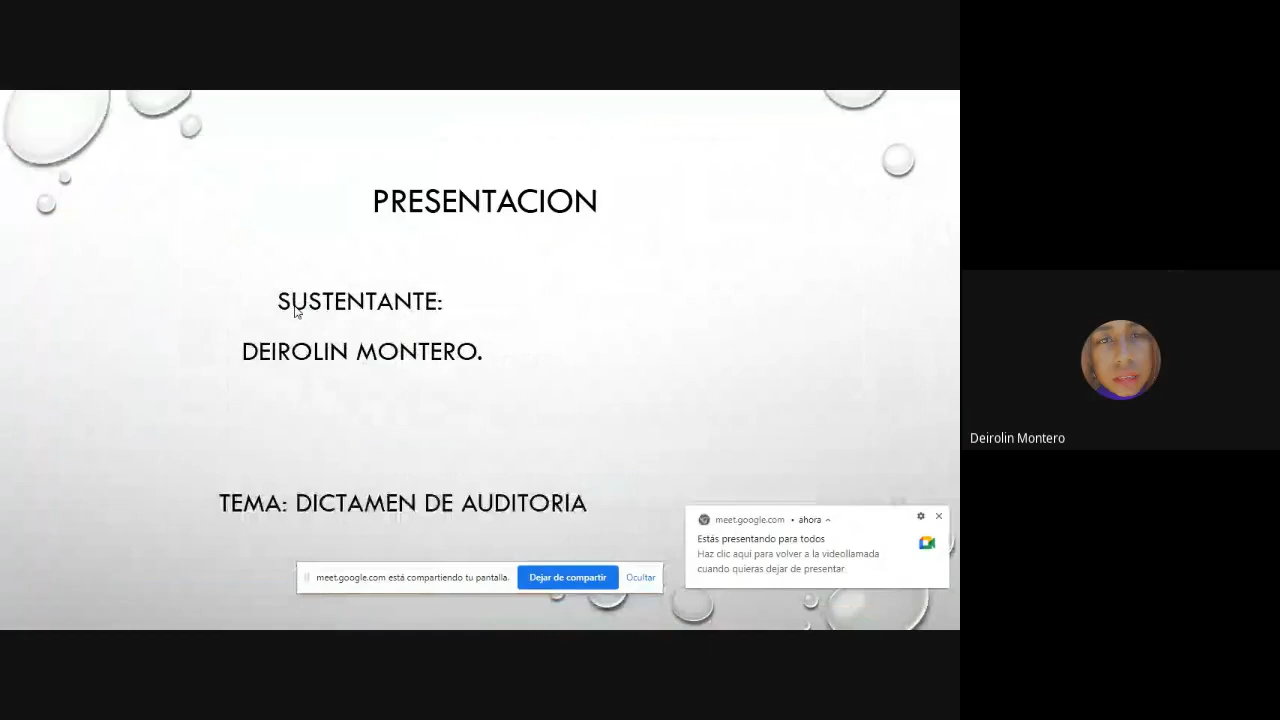 PRESENTACION
SUSTENTANTE:
DEIROLIN MONTERO.
TEMA: DICTAMEN DE AUDITORIA
meet.google.com • ahora
Estás presentando para todos
Haz clic aquí para volver a la videollamada
cuando quieras dejar de presentar
meet.google.com está compartiendo tu pantalla.
Dejar de compartir
Ocultar
Deirolin Montero